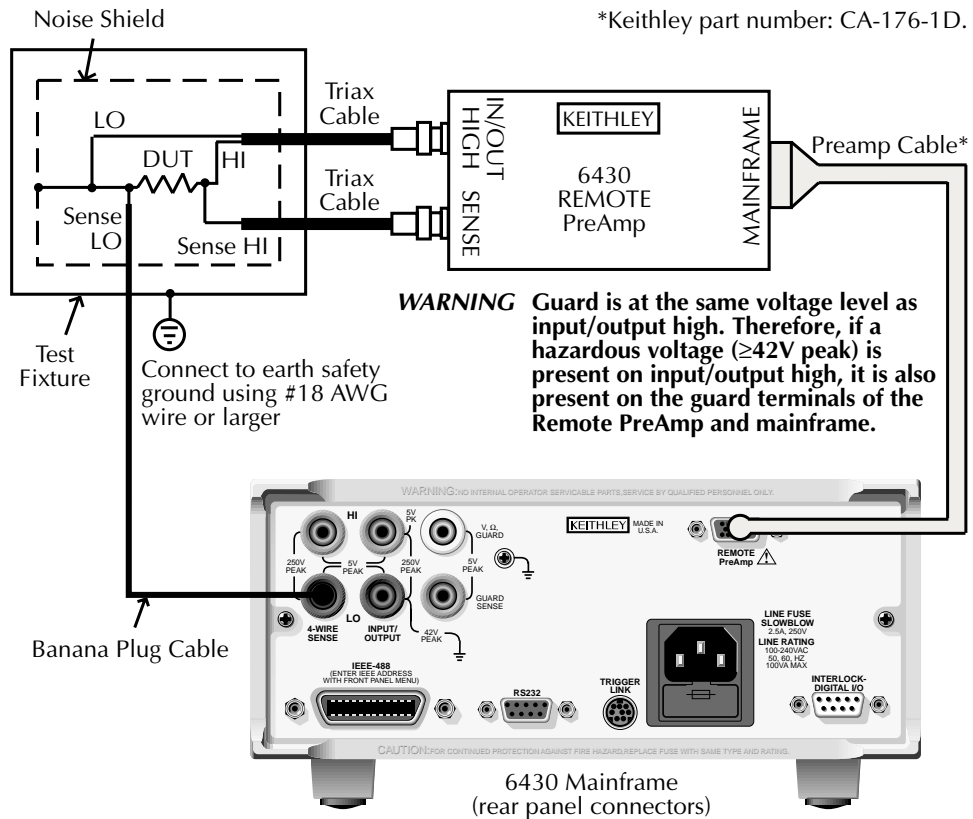 Noise Shield
*Keithley part number: CA-176-1D.
Triax
Cable
LO
DUT
HI
Triax
Cable
Sense
LO
Sense HI
IN/OUT
HIGH
SENSE
KEITHLEY
6430
REMOTE
PreAmp
MAINFRAME
Preamp Cable*
Test
Fixture
Connect to earth safety
ground using #18 AWG
wire or larger
WARNING Guard is at the same voltage level as
input/output high. Therefore, if a
hazardous voltage (≥42V peak) is
present on input/output high, it is also
present on the guard terminals of the
Remote PreAmp and mainframe.
WARNING:NO INTERNAL OPERATOR SERVICABLE PARTS,SERVICE BY QUALIFIED PERSONNEL ONLY.
HI
5V
PK
V, Ω,
GUARD
KEITHLEY
MADE IN
U.S.A.
REMOTE
PreAmp
250V
PEAK
5V
PEAK
250V
PEAK
5V
PEAK
GUARD
SENSE
4-WIRE
SENSE
LO
INPUT/
OUTPUT
42V
PEAK
Banana Plug Cable
LINE FUSE
SLOWBLOW
2.5A, 250V
LINE RATING
100-240VAC
50, 60, HZ
100VA MAX
IEEE-488
(ENTER IEEE ADDRESS
WITH FRONT PANEL MENU)
RS232
TRIGGER
LINK
INTERLOCK-
DIGITAL I/O
CAUTION:FOR CONTINUED PROTECTION AGAINST FIRE HAZARD,REPLACE FUSE WITH SAME TYPE AND RATING.
6430 Mainframe
(rear panel connectors)